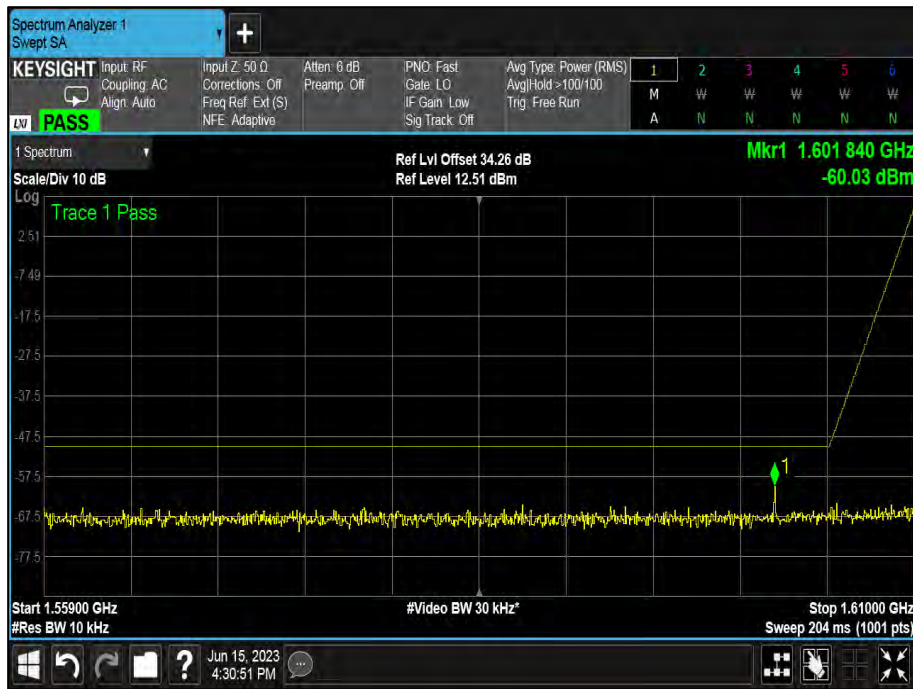 Spectrum Analyzer 1
Swept SA
+
KEYSIGHT
LXI PASS
Input: RF
Coupling: AC
Align: Auto
Input Z: 50 Ω
Corrections: Off
Freq Ref: Ext (S)
NFE: Adaptive
Atten: 6 dB
Preamp: Off
PNO: Fast
Gate: LO
IF Gain: Low
Sig Track: Off
Avg Type: Power (RMS)
Avg|Hold >100/100
Trig: Free Run
1 2 3 4 5 6
M W W W W W
A N N N N N
1 Spectrum
Scale/Div 10 dB
Ref Lvl Offset 34.26 dB
Ref Level 12.51 dBm
Mkr1 1.601 840 GHz
-60.03 dBm
Log
Trace 1 Pass
2.51
-7.49
-17.5
-27.5
-37.5
-47.5
-57.5
1
-67.5
-77.5
Start 1.55900 GHz
#Video BW 30 kHz*
Stop 1.61000 GHz
#Res BW 10 kHz
Sweep 204 ms (1001 pts)
?
Jun 15, 2023
4:30:51 PM